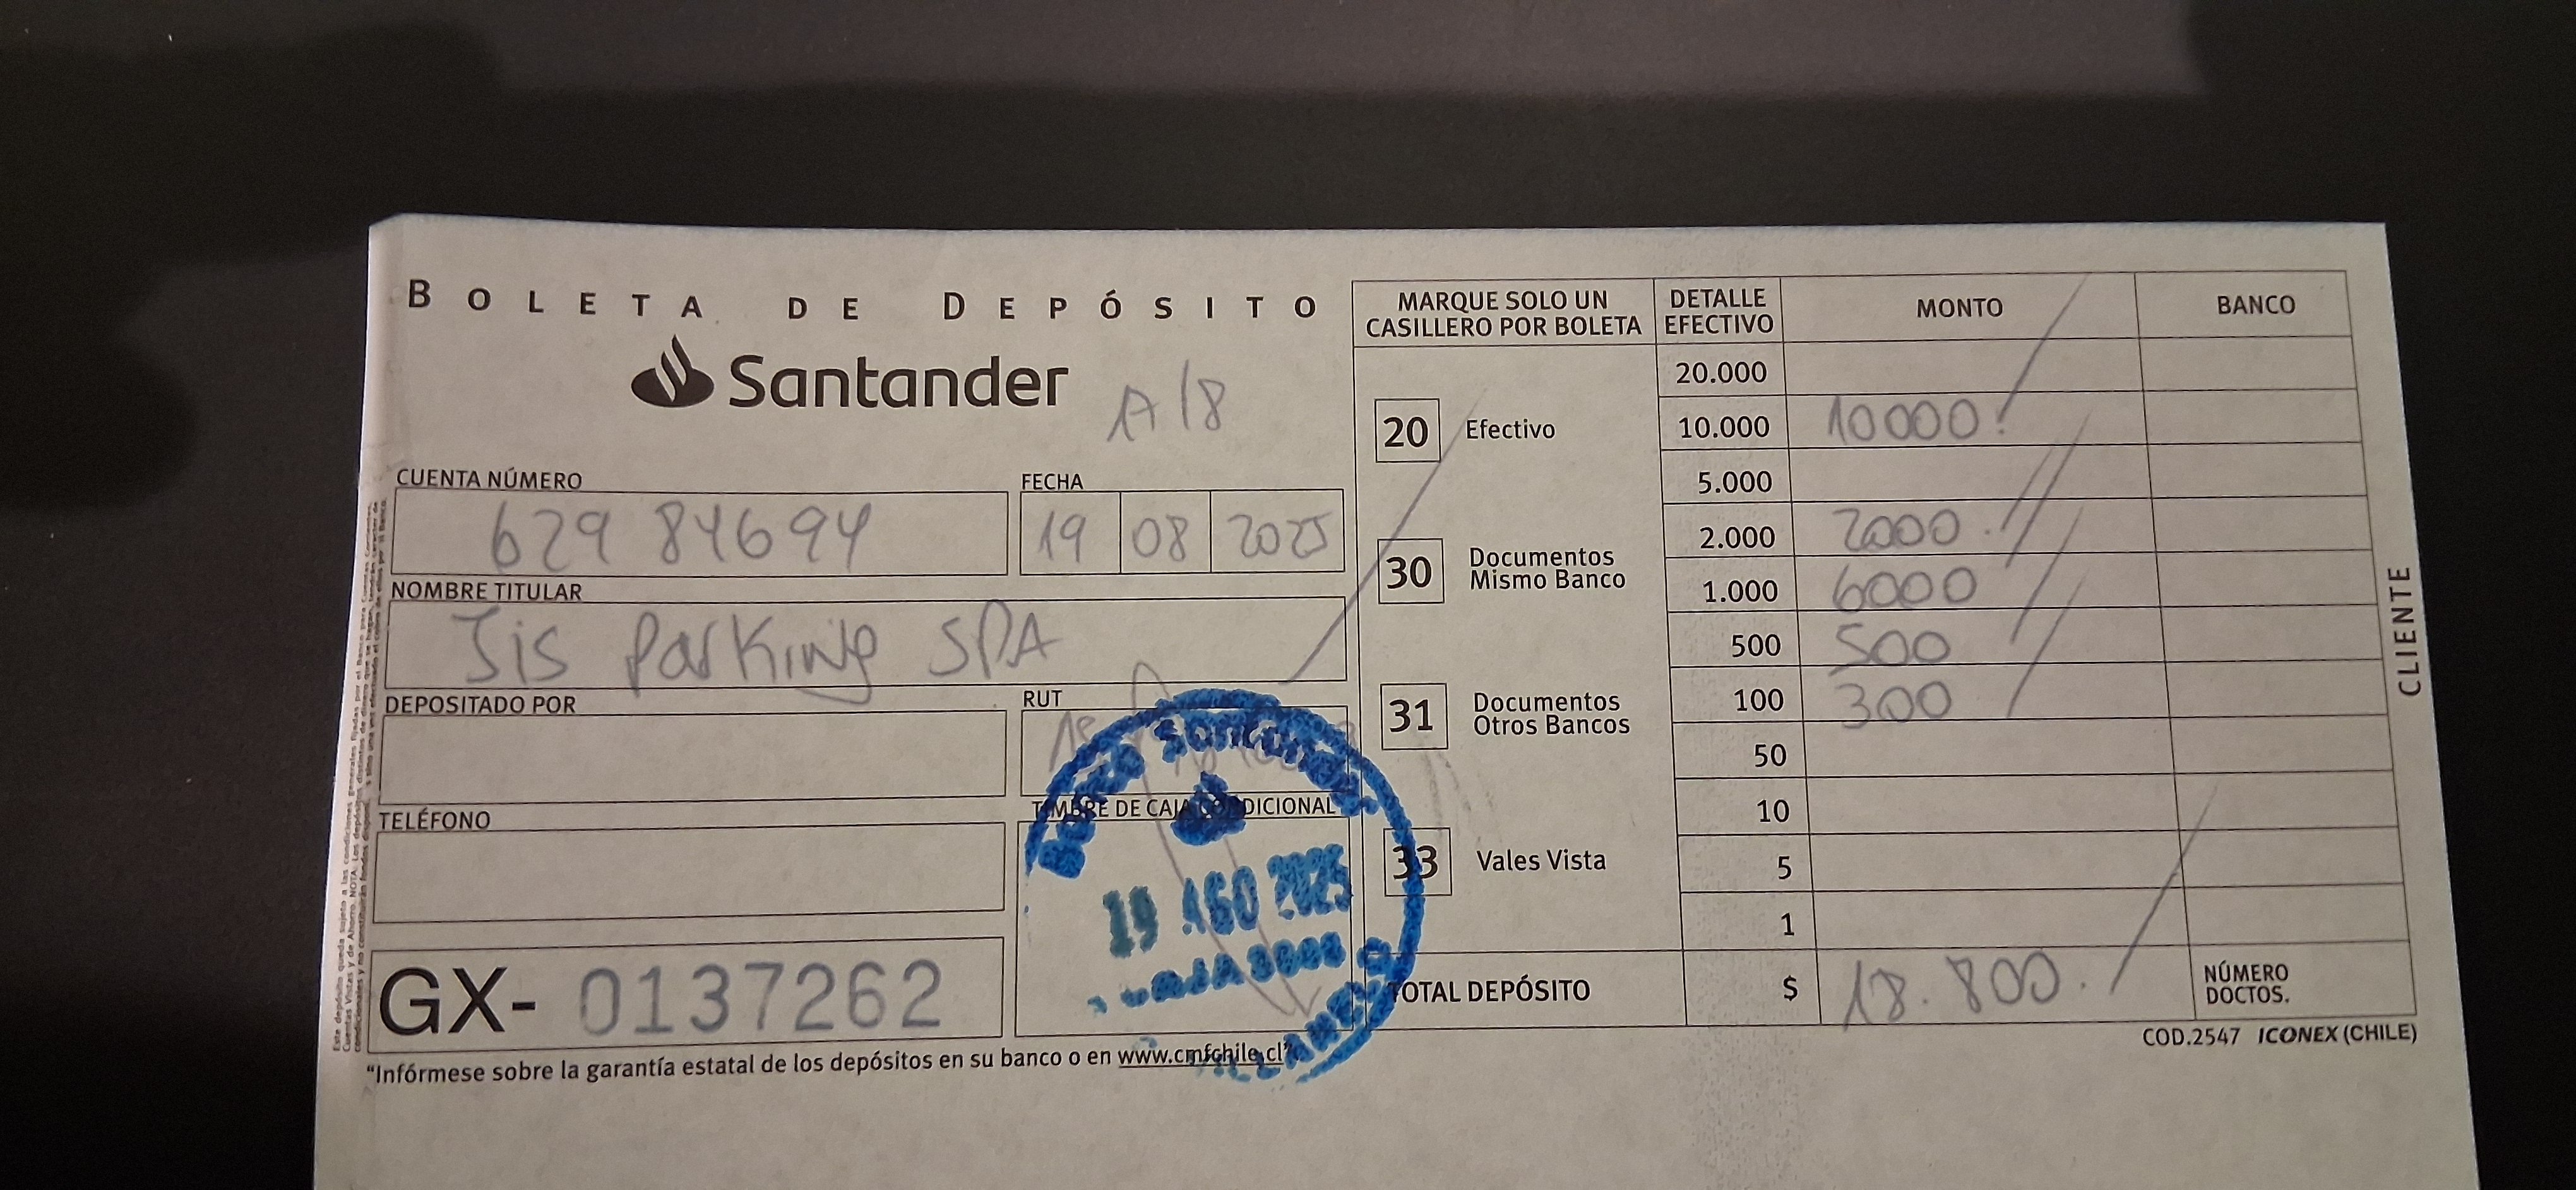 BOLETA DE DEPÓSITO
Santander
A/8
CUENTA NÚMERO
629 84694
FECHA
19 08 2025
NOMBRE TITULAR
Jis Parking SPA
DEPOSITADO POR
RUT
TELÉFONO
TIMBRE DE CAJA CONDICIONAL
19 AGO 2025
GX- 0137262
"Infórmese sobre la garantía estatal de los depósitos en su banco o en www.cmfchile.cl"
MARQUE SOLO UN CASILLERO POR BOLETA
20 Efectivo
30 Documentos Mismo Banco
31 Documentos Otros Bancos
33 Vales Vista
DETALLE EFECTIVO MONTO BANCO
20.000
10.000 10000
5.000
2.000 2000
1.000 6000
500 500
100 300
50
10
5
1
TOTAL DEPÓSITO $ 18.800.
NÚMERO DOCTOS.
COD.2547 ICONEX (CHILE)
CLIENTE